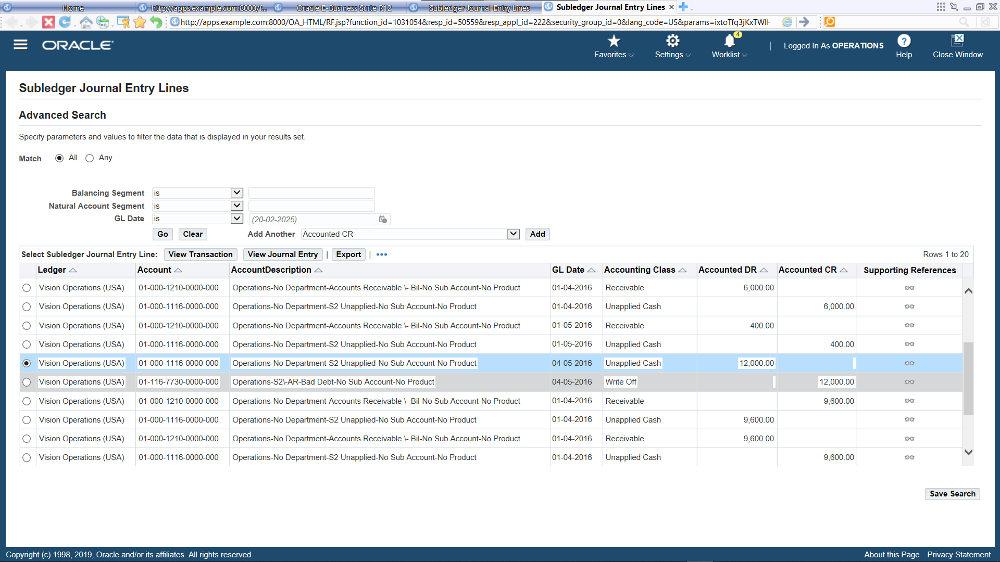 Home
http://apps.example.com:8000/f...
Oracle E-Business Suite R12
Subledger Journal Entry Lines
Subledger Journal Entry Lines
http://apps.example.com:8000/OA_HTML/RF.jsp?function_id=1031054&resp_id=50559&resp_appl_id=222&security_group_id=0&lang_code=US&params=ixtoTfq3jKxTWIH
ORACLE
Favorites
Settings
4
Worklist
Logged In As OPERATIONS
Help
Close Window
Subledger Journal Entry Lines
Advanced Search
Specify parameters and values to filter the data that is displayed in your results set.
Match All Any
Balancing Segment is
Natural Account Segment is
GL Date is (20-02-2025)
Go Clear Add Another Accounted CR Add
Select Subledger Journal Entry Line: View Transaction View Journal Entry | Export | ••• Rows 1 to 20
Ledger Account AccountDescription GL Date Accounting Class Accounted DR Accounted CR Supporting References
Vision Operations (USA) 01-000-1210-0000-000 Operations-No Department-Accounts Receivable \- Bil-No Sub Account-No Product 01-04-2016 Receivable 6,000.00
Vision Operations (USA) 01-000-1116-0000-000 Operations-No Department-S2 Unapplied-No Sub Account-No Product 01-04-2016 Unapplied Cash 6,000.00
Vision Operations (USA) 01-000-1210-0000-000 Operations-No Department-Accounts Receivable \- Bil-No Sub Account-No Product 01-05-2016 Receivable 400.00
Vision Operations (USA) 01-000-1116-0000-000 Operations-No Department-S2 Unapplied-No Sub Account-No Product 01-05-2016 Unapplied Cash 400.00
Vision Operations (USA) 01-000-1116-0000-000 Operations-No Department-S2 Unapplied-No Sub Account-No Product 04-05-2016 Unapplied Cash 12,000.00
Vision Operations (USA) 01-116-7730-0000-000 Operations-S2\-AR-Bad Debt-No Sub Account-No Product 04-05-2016 Write Off 12,000.00
Vision Operations (USA) 01-000-1210-0000-000 Operations-No Department-Accounts Receivable \- Bil-No Sub Account-No Product 01-04-2016 Receivable 9,600.00
Vision Operations (USA) 01-000-1116-0000-000 Operations-No Department-S2 Unapplied-No Sub Account-No Product 01-04-2016 Unapplied Cash 9,600.00
Vision Operations (USA) 01-000-1210-0000-000 Operations-No Department-Accounts Receivable \- Bil-No Sub Account-No Product 01-04-2016 Receivable 9,600.00
Vision Operations (USA) 01-000-1116-0000-000 Operations-No Department-S2 Unapplied-No Sub Account-No Product 01-04-2016 Unapplied Cash 9,600.00
Save Search
Copyright (c) 1998, 2019, Oracle and/or its affiliates. All rights reserved.
About this Page Privacy Statement